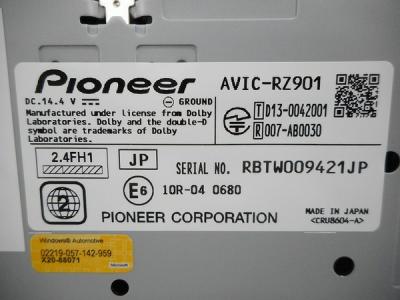 Pioneer
AVIC-RZ901
DC.14.4 V
GROUND
Manufactured under license from Dolby
Laboratories. Dolby and the double-D
symbol are trademarks of Dolby
Laboratories.
T D13-0042001
R 007-AB0030
2.4FH1
JP
SERIAL NO. RBTW009421JP
2
E6 10R-04 0680
PIONEER CORPORATION
MADE IN JAPAN
<CRW8604-A>
Windows® Automotive
02219-057-142-959
X20-68071
Microsoft